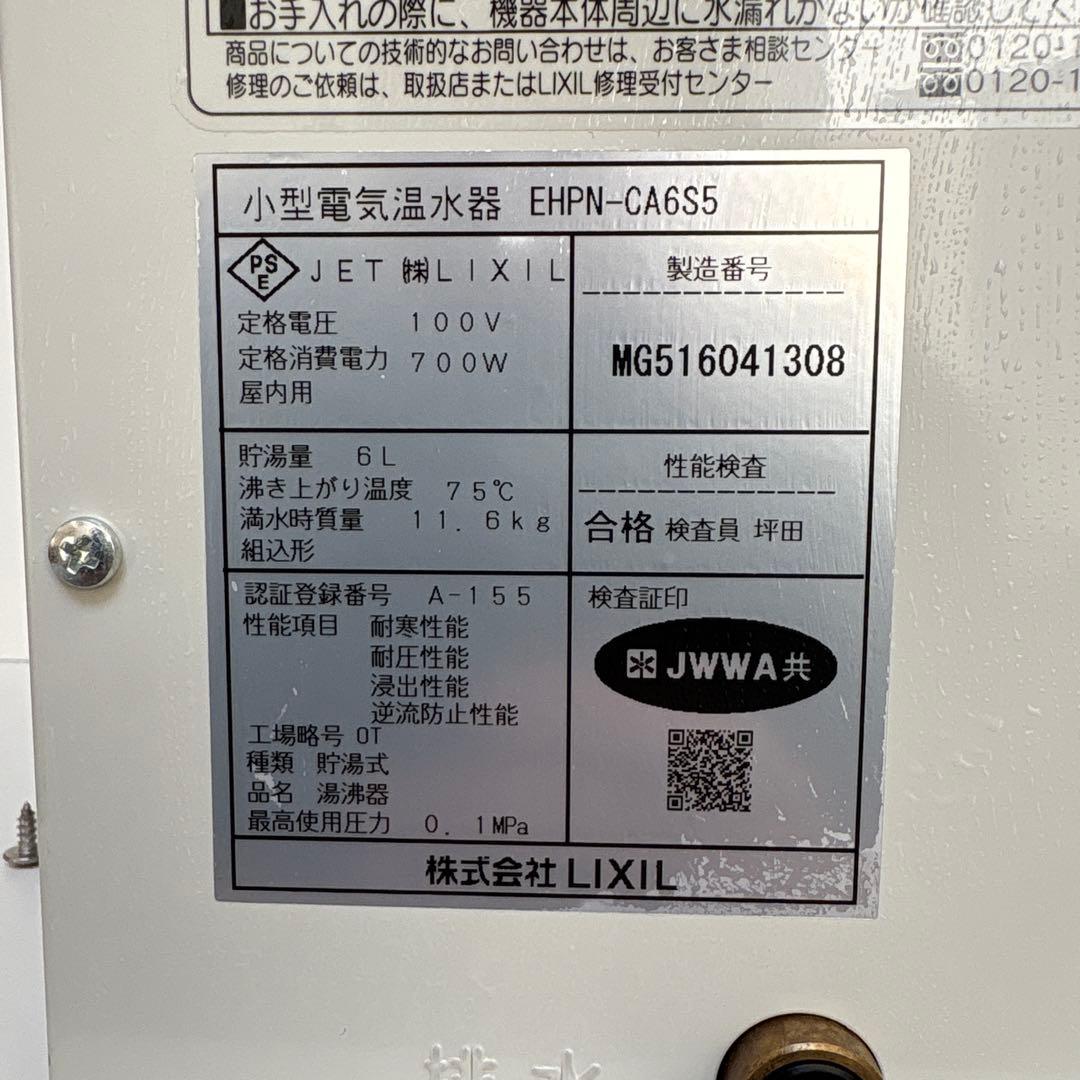 ■お手入れの際に、機器本体周辺に水漏れがないか確認してく
商品についての技術的なお問い合わせは、お客さま相談センター 0120-1
修理のご依頼は、取扱店またはLIXIL修理受付センター 0120-1
小型電気温水器 EHPN-CA6S5
PSE JET ㈱LIXIL
定格電圧 100V
定格消費電力 700W
屋内用
製造番号
MG516041308
貯湯量 6L
沸き上がり温度 75℃
満水時質量 11.6kg
組込形
性能検査
合格 検査員 坪田
認証登録番号 A-155
性能項目 耐寒性能
耐圧性能
浸出性能
逆流防止性能
工場略号 OT
種類 貯湯式
品名 湯沸器
最高使用圧力 0.1MPa
検査証印
JWWA共
株式会社 LIXIL
排水